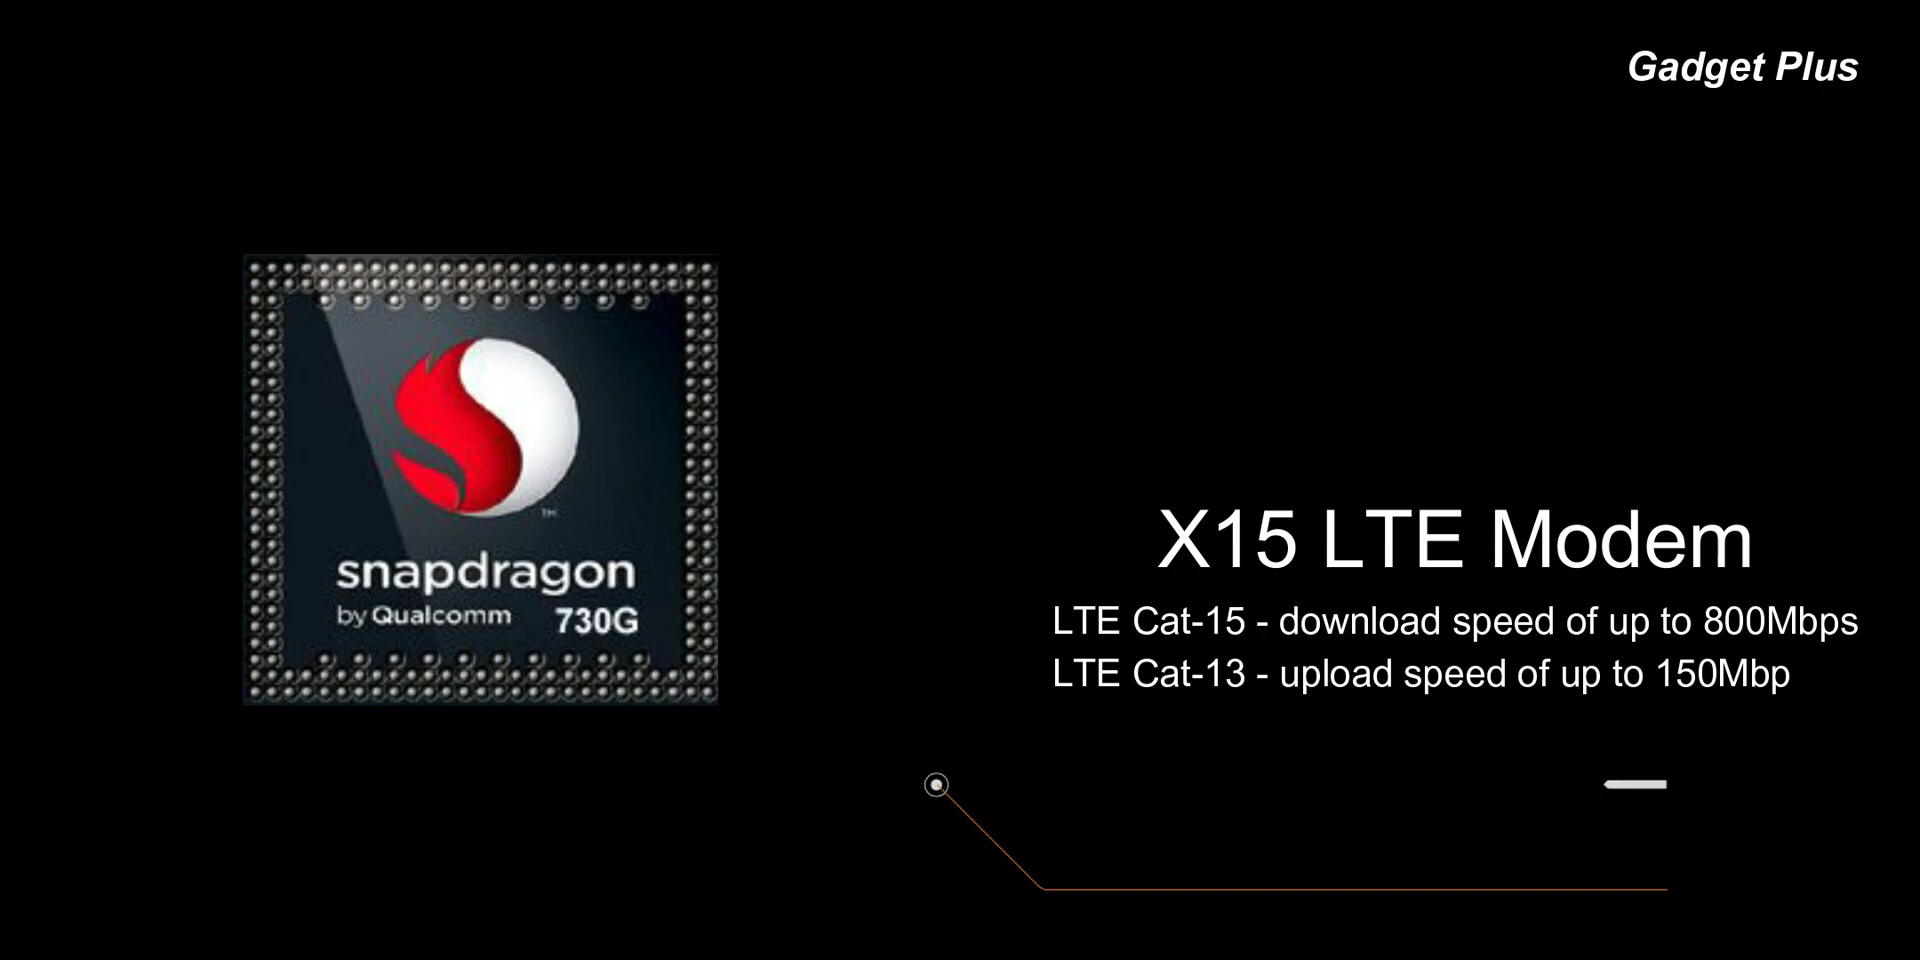 Gadget Plus
snapdragon
by Qualcomm 730G
TM
X15 LTE Modem
LTE Cat-15 - download speed of up to 800Mbps
LTE Cat-13 - upload speed of up to 150Mbp